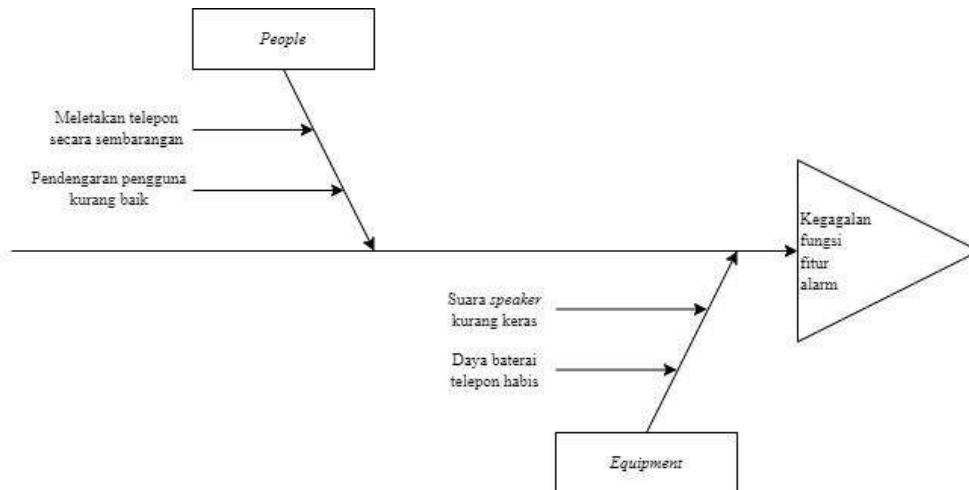 People
Meletakan telepon
secara sembarangan
Pendengaran pengguna
kurang baik
Kegagalan
fungsi
fitur
alarm
Suara speaker
kurang keras
Daya baterai
telepon habis
Equipment